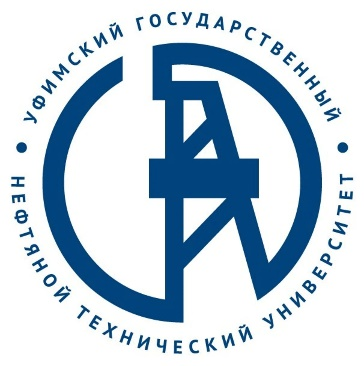 УФИМСКИЙ ГОСУДАРСТВЕННЫЙ
НЕФТЯНОЙ ТЕХНИЧЕСКИЙ УНИВЕРСИТЕТ